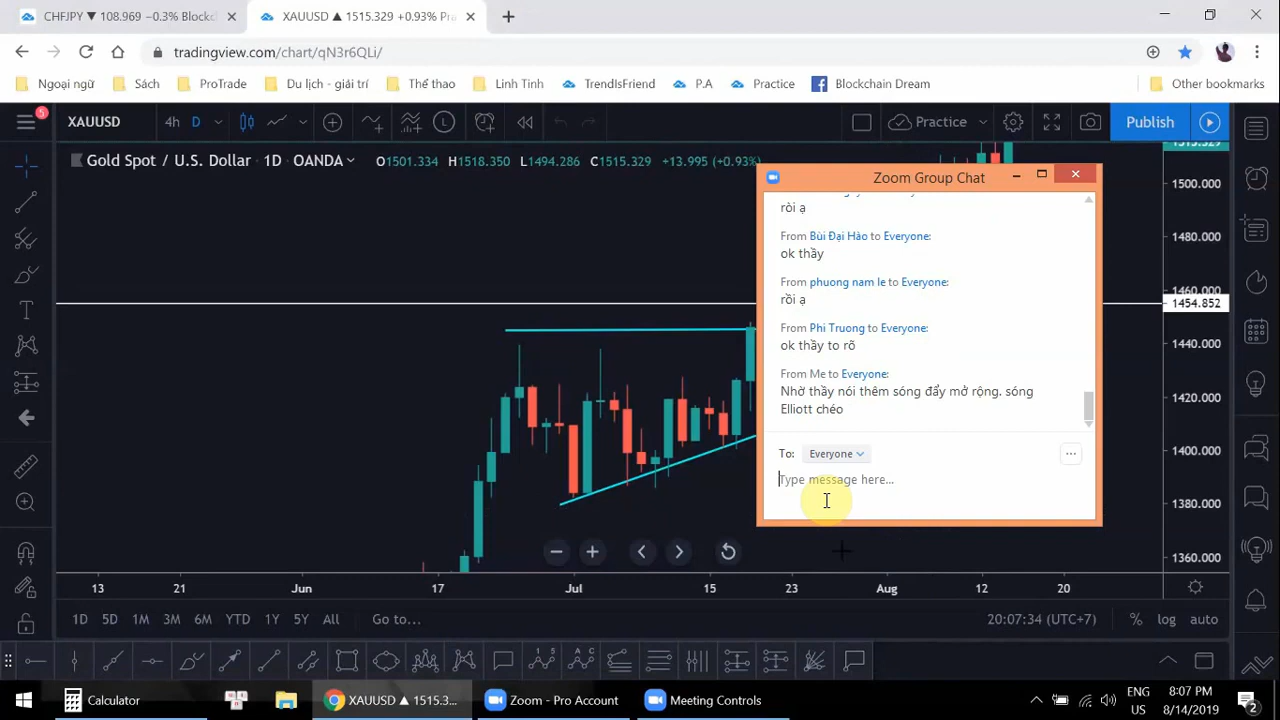 CHFJPY ▼ 108.969 −0.3% Block
XAUUSD ▲ 1515.329 +0.93% Pr
tradingview.com/chart/qN3r6QLi/
Ngoại ngữ
Sách
ProTrade
Du lịch - giải trí
Thể thao
Linh Tinh
TrendIsFriend
P.A
Practice
Blockchain Dream
Other bookmarks
5
XAUUSD
4h
D
L
Practice
Publish
Gold Spot / U.S. Dollar · 1D · OANDA
O1501.334 H1518.350 L1494.286 C1515.329 +13.995 (+0.93%)
1515.329
1500.000
1480.000
1460.000
1454.852
1440.000
1420.000
1400.000
1380.000
1360.000
Zoom Group Chat
rồi ạ
From Bùi Đại Hảo to Everyone:
ok thầy
From phuong nam le to Everyone:
rồi ạ
From Phi Truong to Everyone:
ok thầy to rõ
From Me to Everyone:
Nhờ thầy nói thêm sóng đẩy mở rộng. sóng
Elliott chéo
To: Everyone
Type message here...
13
21
Jun
17
Jul
15
23
Aug
12
20
1D
5D
1M
3M
6M
YTD
1Y
5Y
All
Go to...
20:07:34 (UTC+7)
%
log
auto
Calculator
XAUUSD ▲ 1515.3...
Zoom - Pro Account
Meeting Controls
ENG
US
8:07 PM
8/14/2019
2